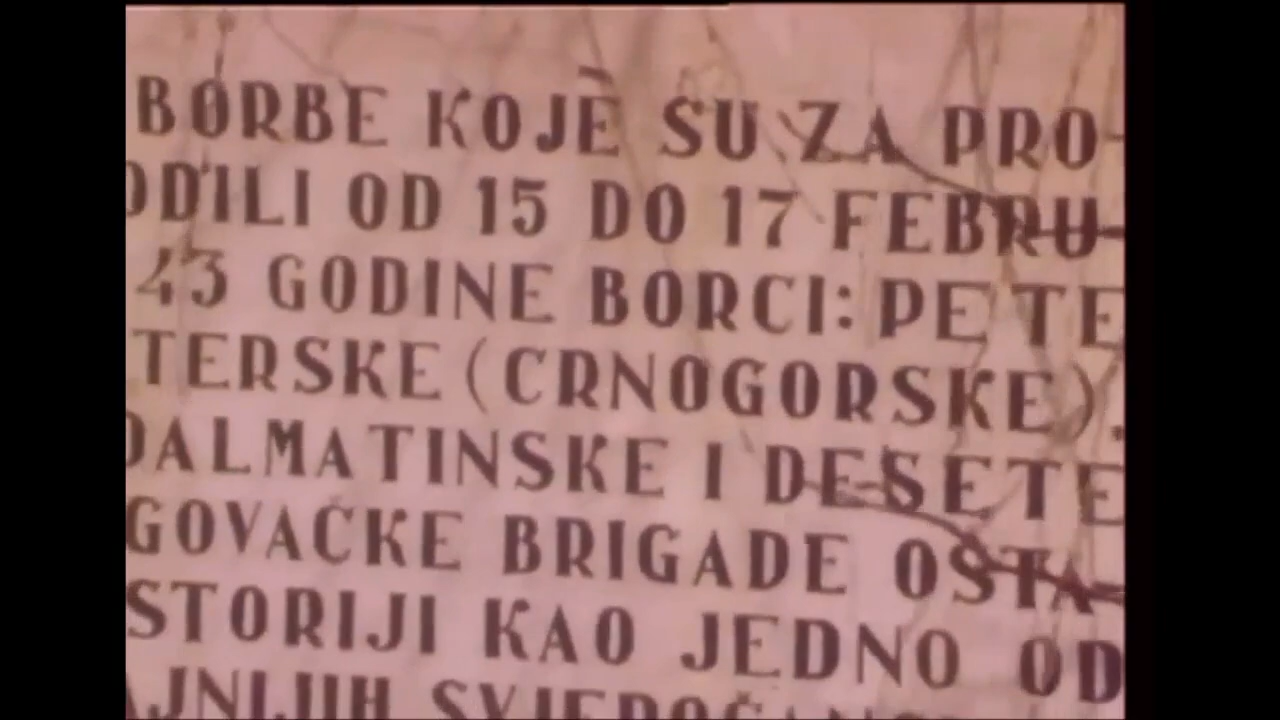 BORBE KOJE SU ZA PRO-
ODILI OD 15 DO 17 FEBRU-
43 GODINE BORCI: PETE
TERSKE (CRNOGORSKE).
DALMATINSKE I DESETE
GOVAČKE BRIGADE OSTA-
STORIJI KAO JEDNO OD